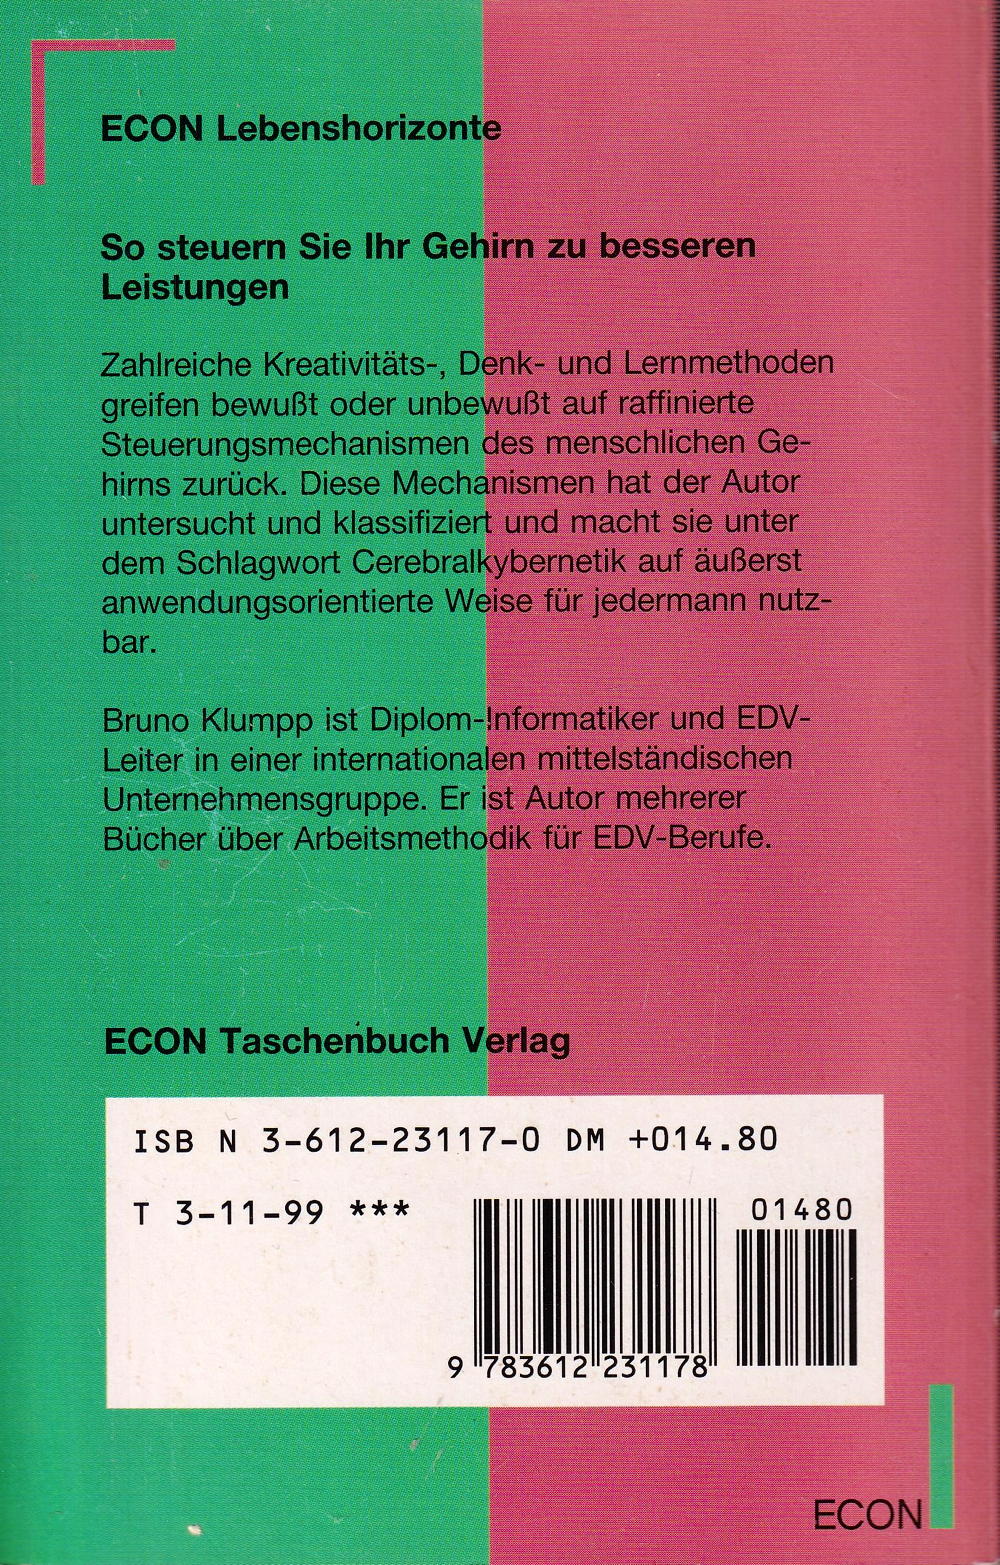 ECON Lebenshorizonte
So steuern Sie Ihr Gehirn zu besseren
Leistungen
Zahlreiche Kreativitäts-, Denk- und Lernmethoden
greifen bewußt oder unbewußt auf raffinierte
Steuerungsmechanismen des menschlichen Ge-
hirns zurück. Diese Mechanismen hat der Autor
untersucht und klassifiziert und macht sie unter
dem Schlagwort Cerebralkybernetik auf äußerst
anwendungsorientierte Weise für jedermann nutz-
bar.
Bruno Klumpp ist Diplom-Informatiker und EDV-
Leiter in einer internationalen mittelständischen
Unternehmensgruppe. Er ist Autor mehrerer
Bücher über Arbeitsmethodik für EDV-Berufe.
ECON Taschenbuch Verlag
ISB N 3-612-23117-0 DM +014.80
T 3-11-99 ***
01480
9 783612 231178
ECON